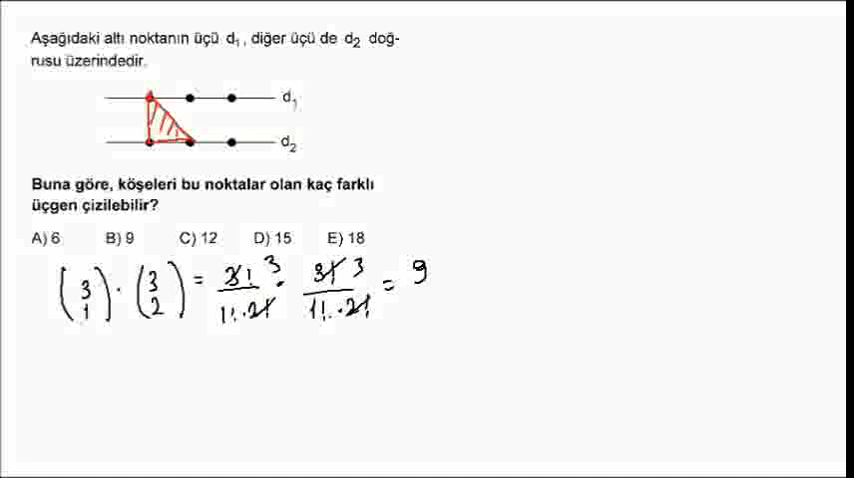 Aşağıdaki altı noktanın üçü d₁, diğer üçü de d₂ doğ-
rusu üzerindedir.
d₁
d₂
Buna göre, köşeleri bu noktalar olan kaç farklı
üçgen çizilebilir?
A) 6 B) 9 C) 12 D) 15 E) 18
(3 1) · (3 2) = 3! / 1!·2! 3 · 3! / 1!·2! 3 = 9